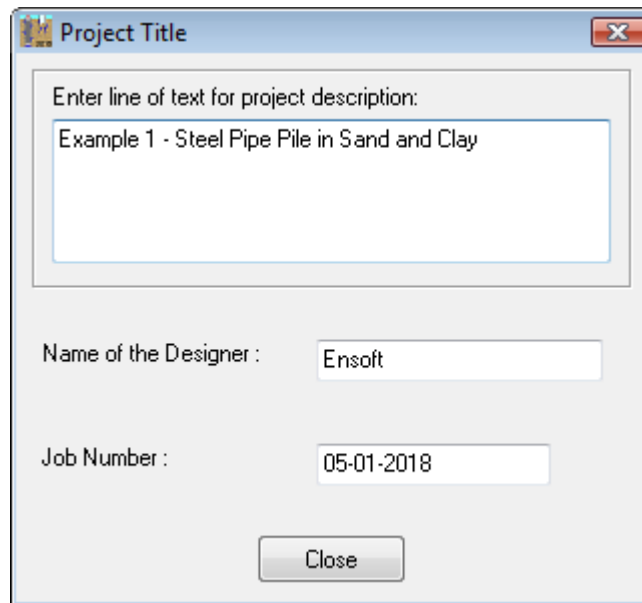 Project Title
Enter line of text for project description:
Example 1 - Steel Pipe Pile in Sand and Clay
Name of the Designer :
Ensoft
Job Number :
05-01-2018
Close